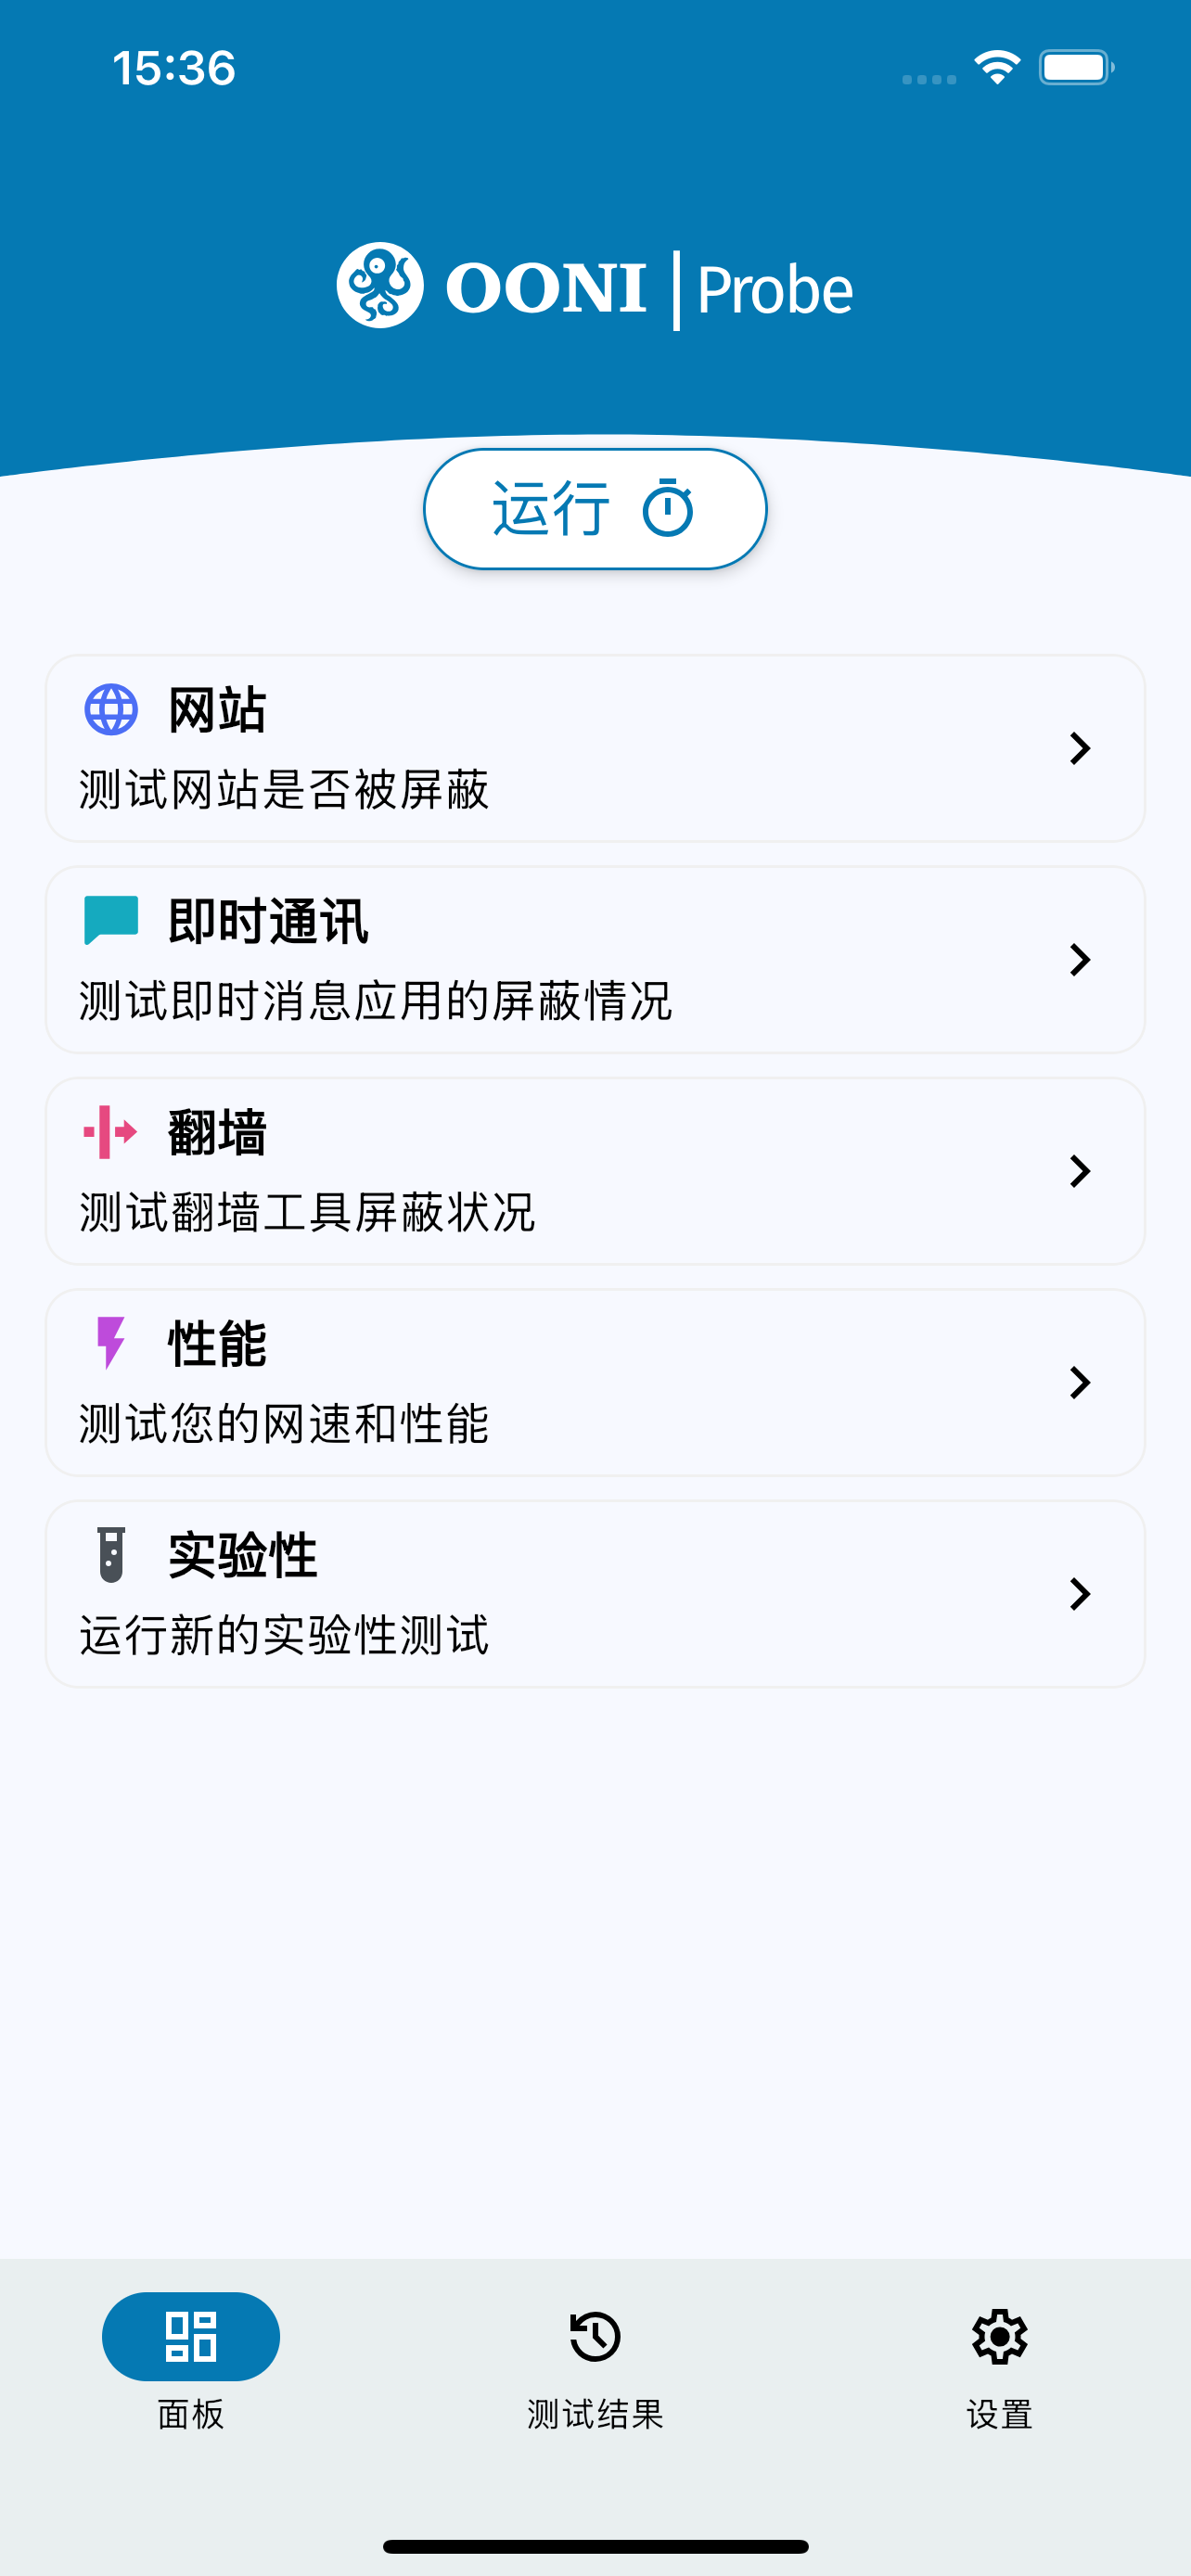 15:36
OONI | Probe
运行
网站
测试网站是否被屏蔽
即时通讯
测试即时消息应用的屏蔽情况
翻墙
测试翻墙工具屏蔽状况
性能
测试您的网速和性能
实验性
运行新的实验性测试
面板
测试结果
设置